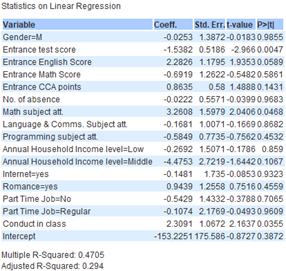 Statistics on Linear Regression
Variable Coeff. Std. Err. t-value P>|t|
Gender=M -0.0253 1.3872 -0.0183 0.9855
Entrance test score -1.5382 0.5186 -2.966 0.0047
Entrance English Score 2.2826 1.1795 1.9353 0.0589
Entrance Math Score -0.6919 1.2622 -0.5482 0.5861
Entrance CCA points 0.8635 0.58 1.4888 0.1431
No. of absence -0.0222 0.5571 -0.0399 0.9683
Math subject att. 3.2608 1.5979 2.0406 0.0468
Language & Comms. Subject att. -0.1681 1.0071 -0.1669 0.8682
Programming subject att. -0.5849 0.7735 -0.7562 0.4532
Annual Household Income level=Low -0.2692 1.5071 -0.1786 0.859
Annual Household Income level=Middle -4.4753 2.7219 -1.6442 0.1067
Internet=yes -0.1481 1.735 -0.0853 0.9323
Romance=yes 0.9439 1.2558 0.7516 0.4559
Part Time Job=No -0.5429 1.4332 -0.3788 0.7065
Part Time Job=Regular -0.1074 2.1769 -0.0493 0.9609
Conduct in class 2.3091 1.0672 2.1637 0.0355
Intercept -153.2251 175.586 -0.8727 0.3872
Multiple R-Squared: 0.4705
Adjusted R-Squared: 0.294